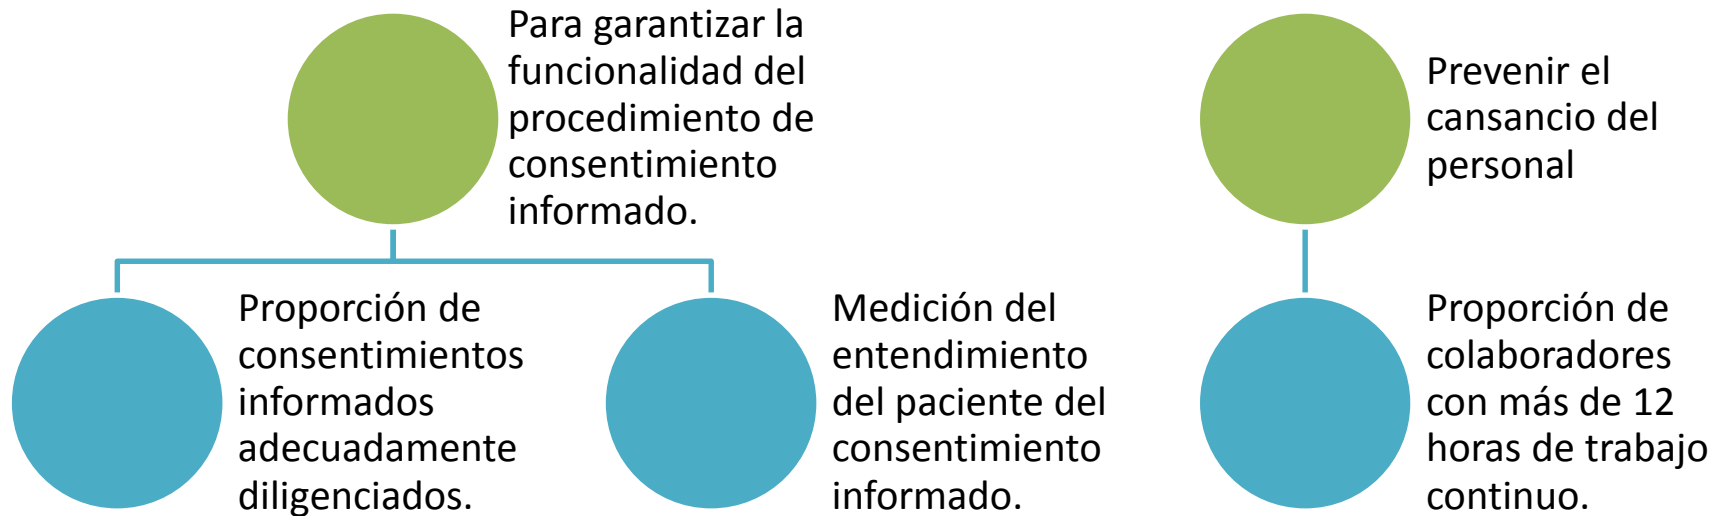 Para garantizar la
funcionalidad del
procedimiento de
consentimiento
informado.
Prevenir el
cansancio del
personal
Proporción de
consentimientos
informados
adecuadamente
diligenciados.
Medición del
entendimiento
del paciente del
consentimiento
informado.
Proporción de
colaboradores
con más de 12
horas de trabajo
continuo.